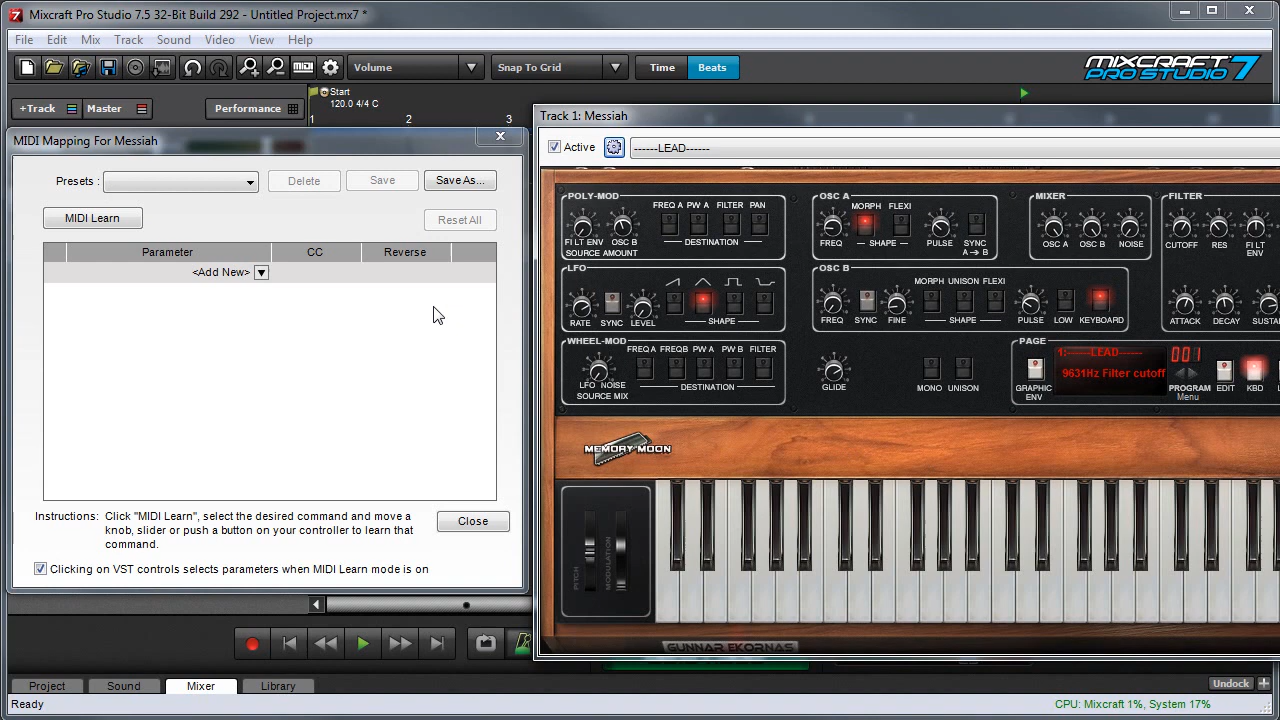 Mixcraft Pro Studio 7.5 32-Bit Build 292 - Untitled Project.mx7 *
File Edit Mix Track Sound Video View Help
Volume Snap To Grid Time Beats
MIXCRAFT PRO STUDIO 7
+Track Master Performance
Start
120.0 4/4 C
1 2 3
MIDI Mapping For Messiah
Presets :
Delete Save Save As...
MIDI Learn
Reset All
Parameter CC Reverse
<Add New>
Instructions: Click "MIDI Learn", select the desired command and move a
knob, slider or push a button on your controller to learn that
command.
Close
Clicking on VST controls selects parameters when MIDI Learn mode is on
Track 1: Messiah
Active
------LEAD------
POLY-MOD
FREQ A PW A FILTER PAN
FILT ENV OSC B
SOURCE AMOUNT
DESTINATION
OSC A
MORPH FLEXI
FREQ SHAPE PULSE SYNC
A → B
MIXER
OSC A OSC B NOISE
FILTER
CUTOFF RES FILT
ENV
LFO
RATE SYNC LEVEL
SHAPE
OSC B
MORPH UNISON FLEXI
FREQ SYNC FINE SHAPE PULSE LOW KEYBOARD
ATTACK DECAY SUSTA
WHEEL-MOD
FREQ A FREQB PW A PW B FILTER
LFO NOISE
SOURCE MIX
DESTINATION
GLIDE
MONO UNISON
PAGE
GRAPHIC
ENV
1:------LEAD------
9631Hz Filter cutoff
001
PROGRAM
Menu
EDIT KBD
MEMORY MOON
PITCH
MODULATION
GUNNAR EKORNAS
Project Sound Mixer Library
Undock
Ready
CPU: Mixcraft 1%, System 17%